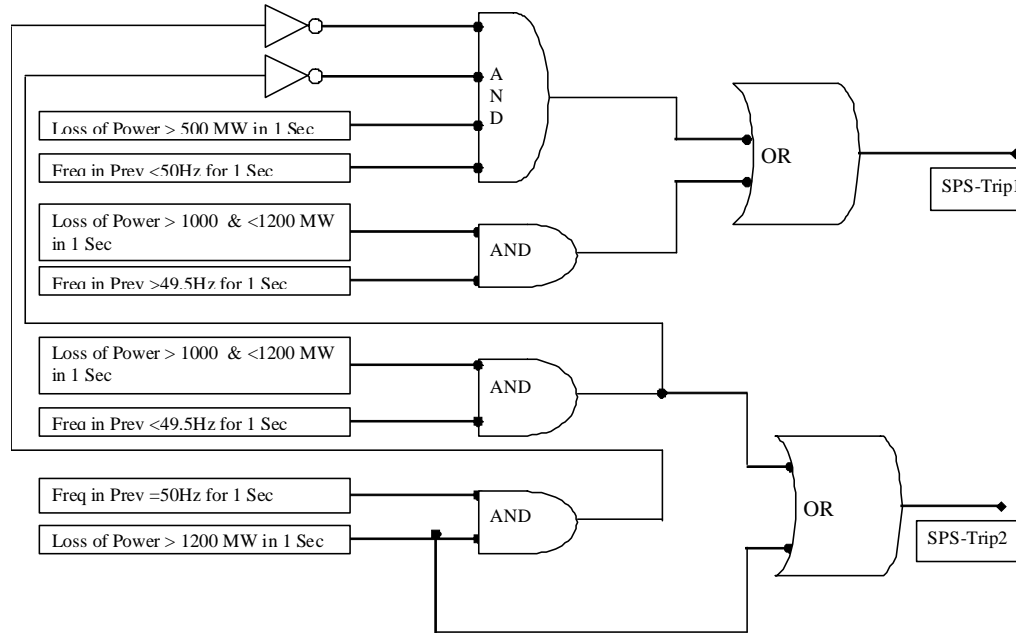 A
N
D
Loss of Power > 500 MW in 1 Sec
Freq in Prev <50Hz for 1 Sec
OR
SPS-Trip1
Loss of Power > 1000 & <1200 MW
in 1 Sec
AND
Freq in Prev >49.5Hz for 1 Sec
Loss of Power > 1000 & <1200 MW
in 1 Sec
AND
Freq in Prev <49.5Hz for 1 Sec
Freq in Prev =50Hz for 1 Sec
AND
Loss of Power > 1200 MW in 1 Sec
OR
SPS-Trip2